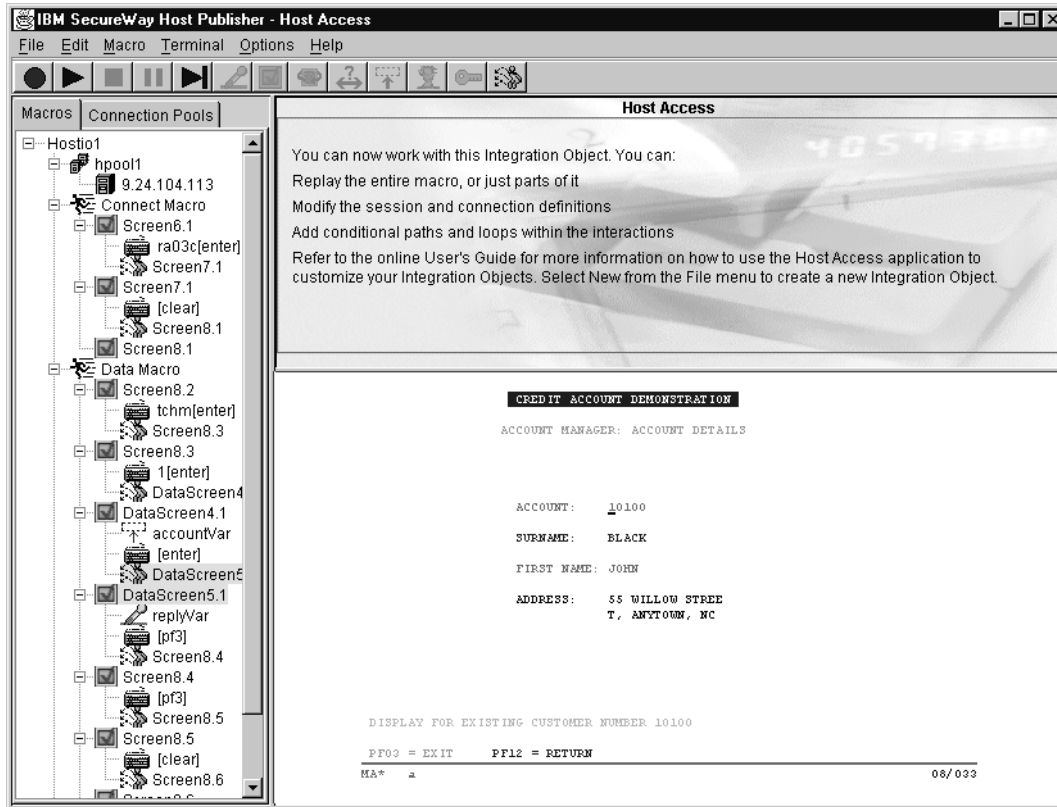 IBM SecureWay Host Publisher - Host Access
File Edit Macro Terminal Options Help
Macros Connection Pools
Hostio1
hpool1
9.24.104.113
Connect Macro
Screen6.1
ra03c[enter]
Screen7.1
Screen7.1
[clear]
Screen8.1
Screen8.1
Data Macro
Screen8.2
tchm[enter]
Screen8.3
Screen8.3
1[enter]
DataScreen4
DataScreen4.1
accountVar
[enter]
DataScreen5
DataScreen5.1
replyVar
[pf3]
Screen8.4
Screen8.4
[pf3]
Screen8.5
Screen8.5
[clear]
Screen8.6
Host Access
4057380
You can now work with this Integration Object. You can:
Replay the entire macro, or just parts of it
Modify the session and connection definitions
Add conditional paths and loops within the interactions
Refer to the online User's Guide for more information on how to use the Host Access application to
customize your Integration Objects. Select New from the File menu to create a new Integration Object.
CREDIT ACCOUNT DEMONSTRATION
ACCOUNT MANAGER: ACCOUNT DETAILS
ACCOUNT: 10100
SURNAME: BLACK
FIRST NAME: JOHN
ADDRESS: 55 WILLOW STREE
T, ANYTOWN, NC
DISPLAY FOR EXISTING CUSTOMER NUMBER 10100
PF03 = EXIT PF12 = RETURN
MA* a 08/033